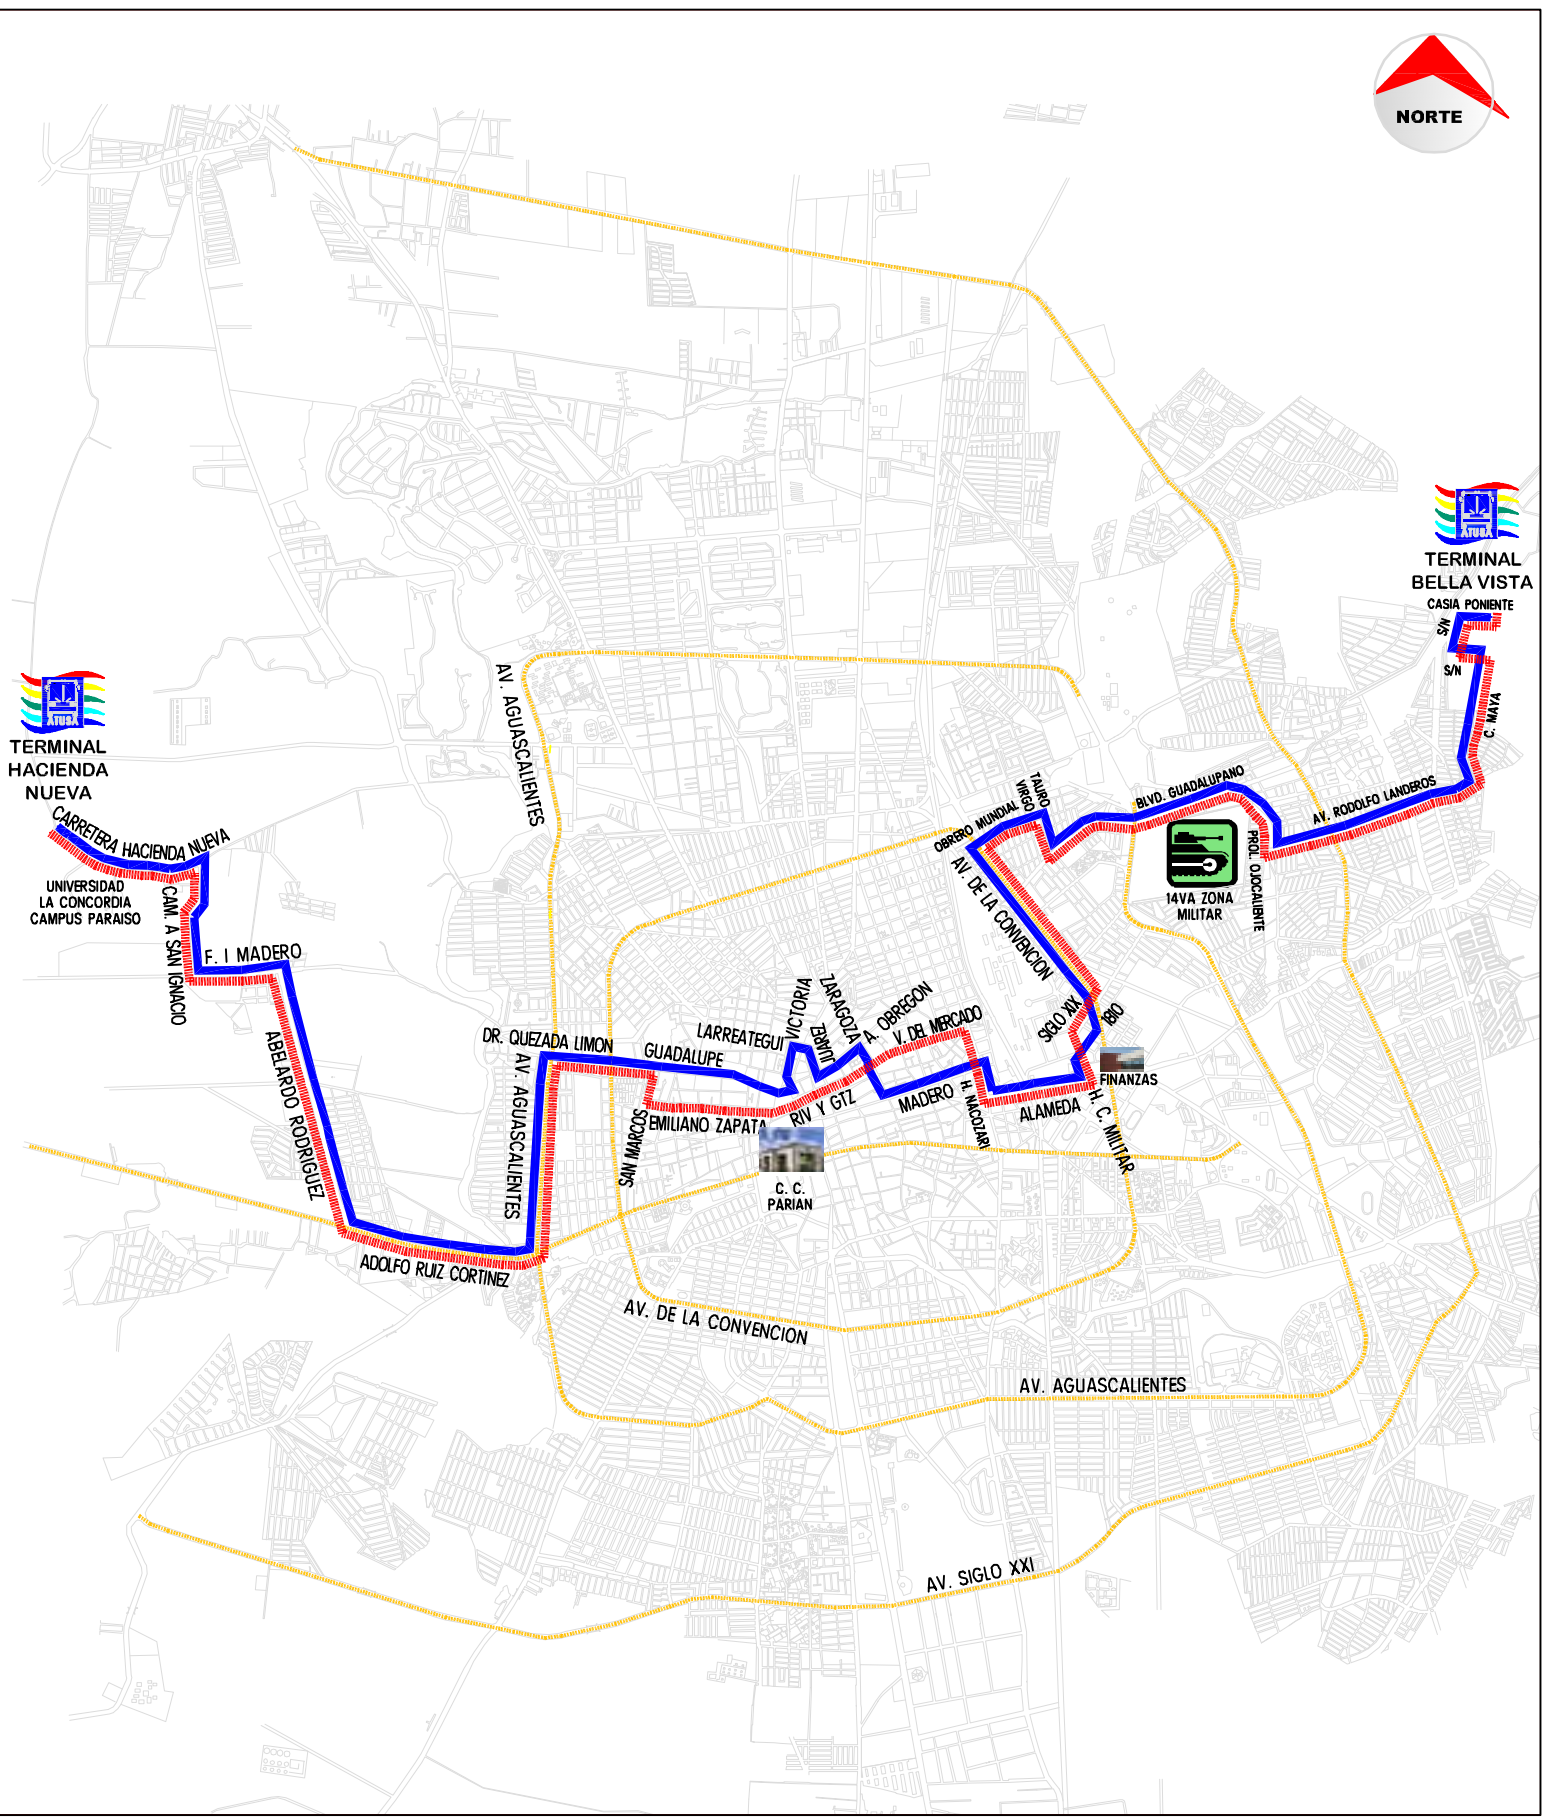 NORTE
ATUSA
TERMINAL
BELLA VISTA
CASIA PONIENTE
S/N
S/N
C. MAYA
AV. RODOLFO LANDEROS
BLVD. GUADALUPANO
PROL. OJOCALIENTE
14VA ZONA
MILITAR
TAURO
VIRGO
OBRERO MUNDIAL
AV. DE LA CONVENCION
SIGLO XIX
1810
FINANZAS
H. C. MILITAR
ALAMEDA
H. NACOZARI
MADERO
V. DEL MERCADO
A. OBREGON
ZARAGOZA
JUAREZ
VICTORIA
LARREATEGUI
GUADALUPE
RIV Y GTZ
EMILIANO ZAPATA
SAN MARCOS
C. C.
PARIAN
DR. QUEZADA LIMON
AV. AGUASCALIENTES
AV. AGUASCALIENTES
ATUSA
TERMINAL
HACIENDA
NUEVA
CARRETERA HACIENDA NUEVA
UNIVERSIDAD
LA CONCORDIA
CAMPUS PARAISO
CAM. A SAN IGNACIO
F. I MADERO
ABELARDO RODRIGUEZ
ADOLFO RUIZ CORTINEZ
AV. DE LA CONVENCION
AV. AGUASCALIENTES
AV. SIGLO XXI